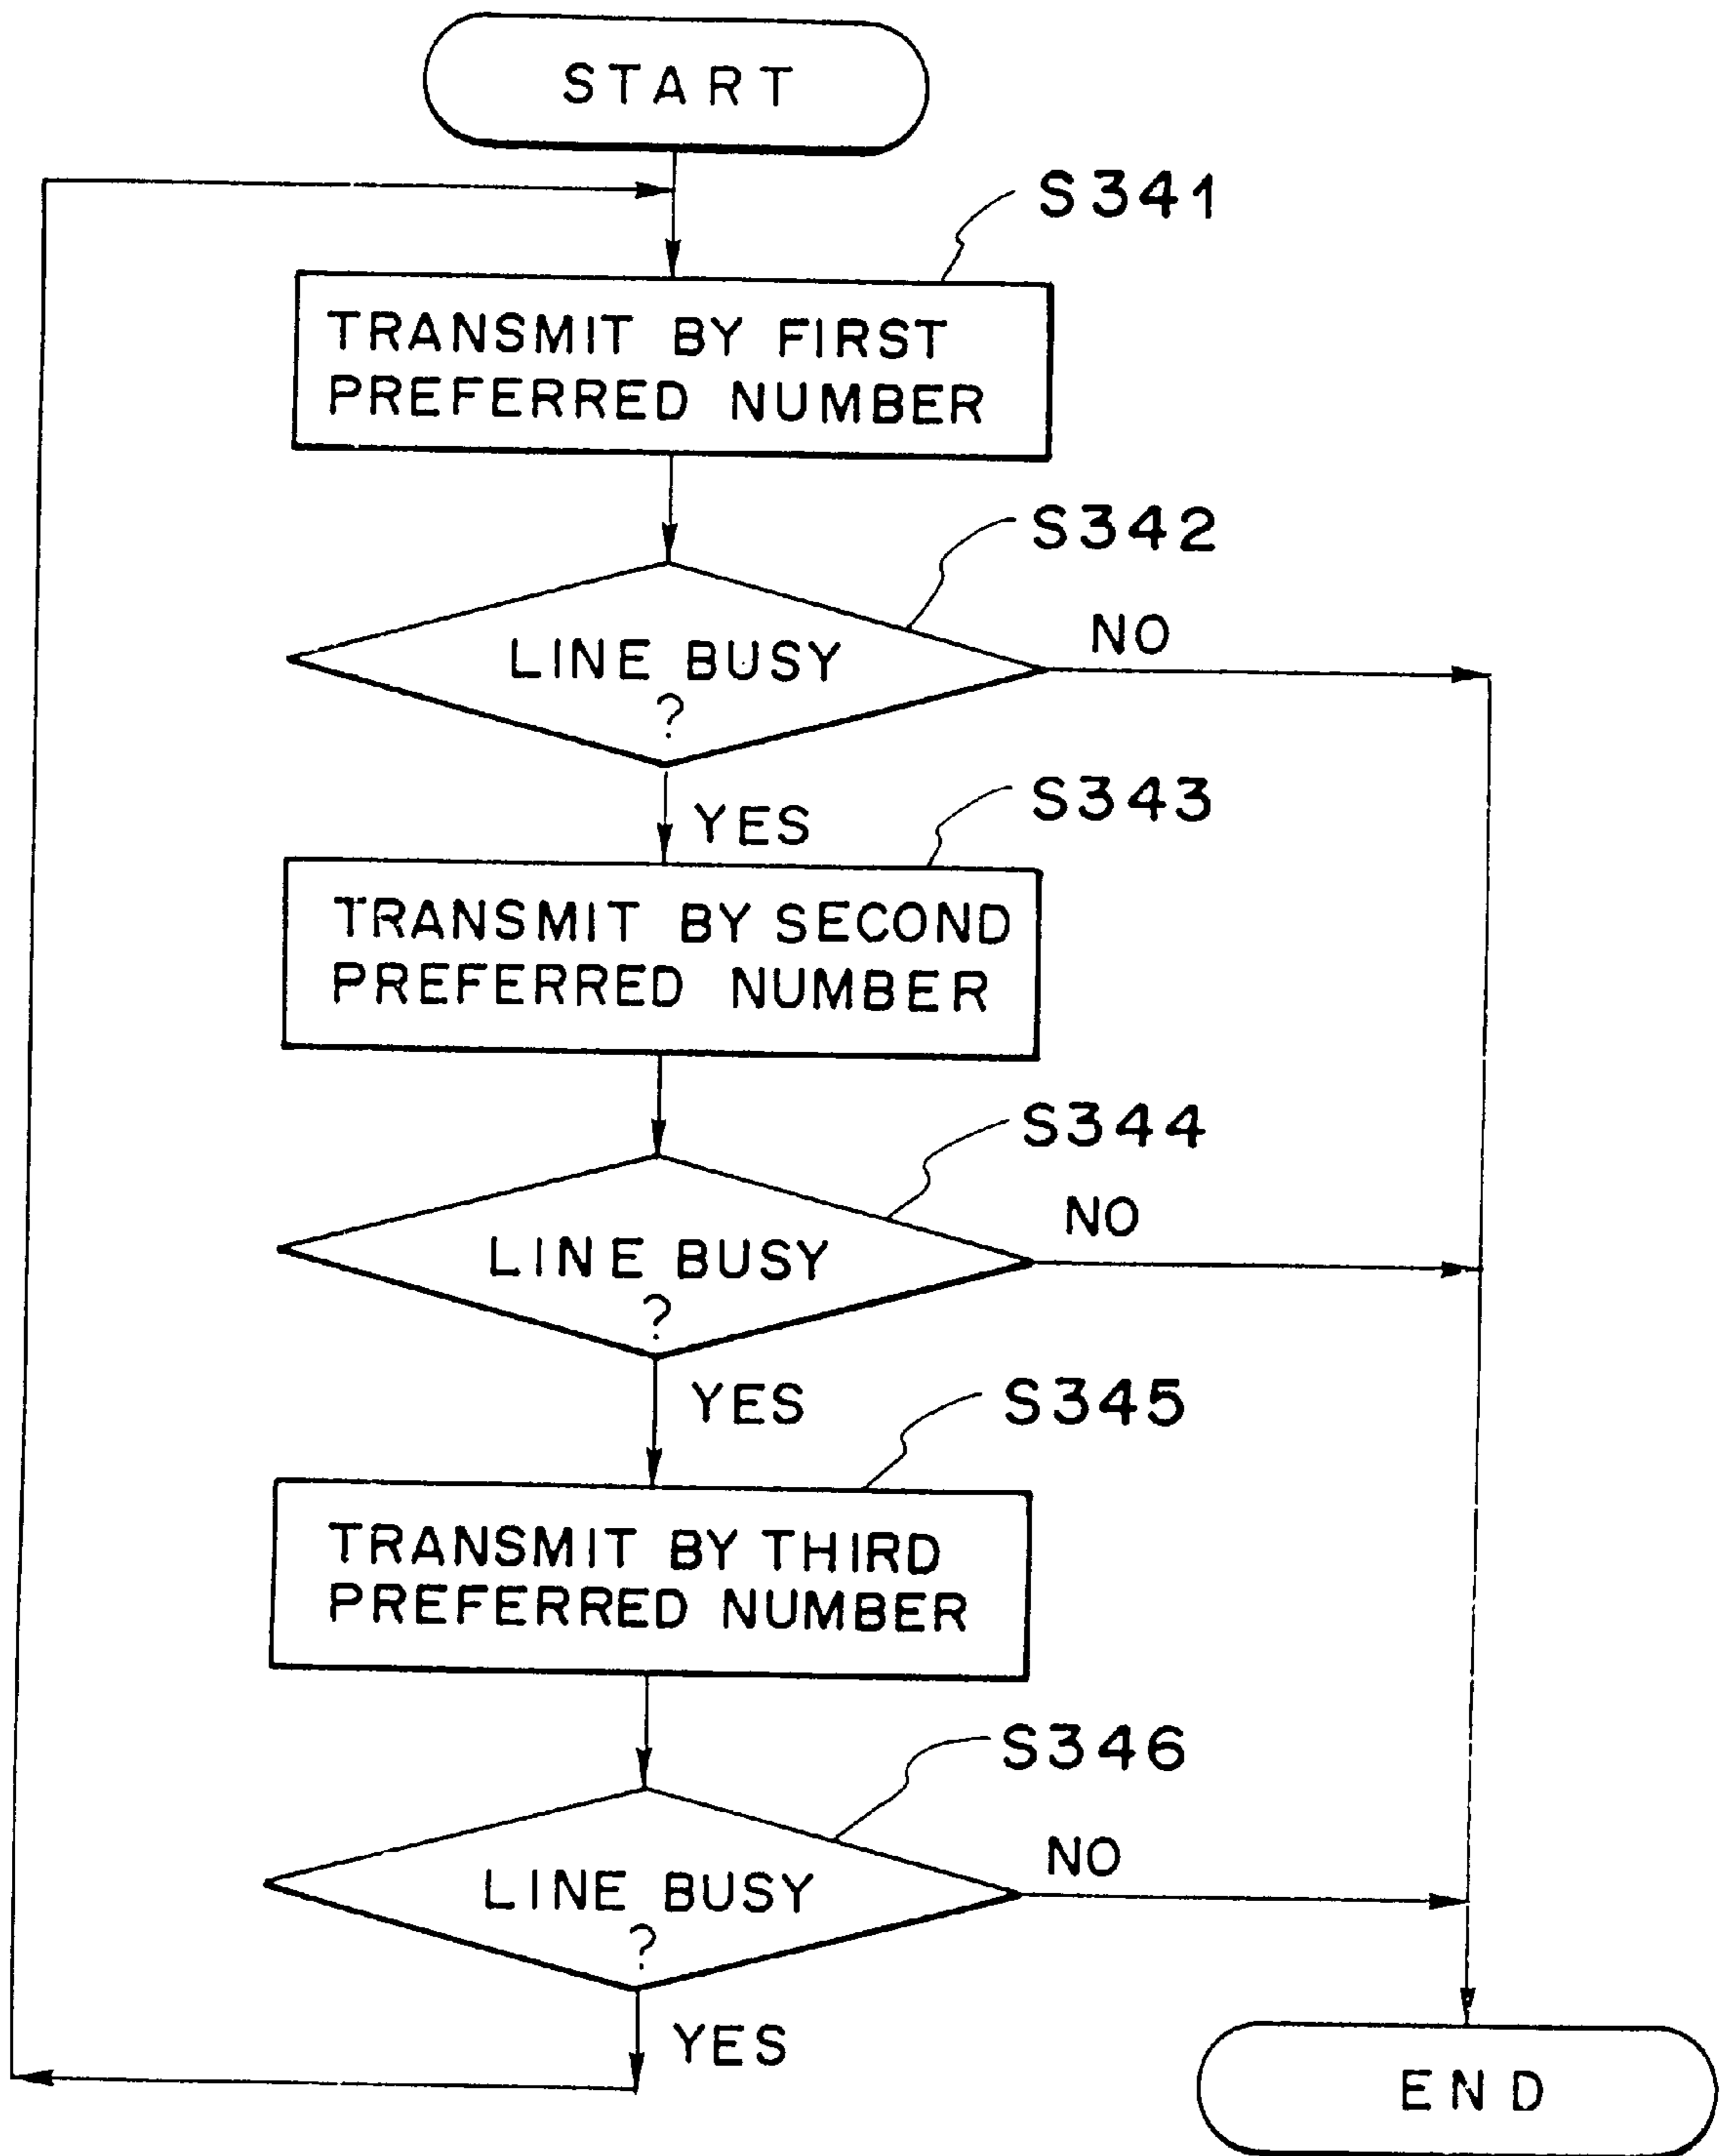 START
S341
TRANSMIT BY FIRST
PREFERRED NUMBER
S342
LINE BUSY
?
NO
YES
S343
TRANSMIT BY SECOND
PREFERRED NUMBER
S344
LINE BUSY
?
NO
YES
S345
TRANSMIT BY THIRD
PREFERRED NUMBER
S346
LINE BUSY
?
NO
YES
END